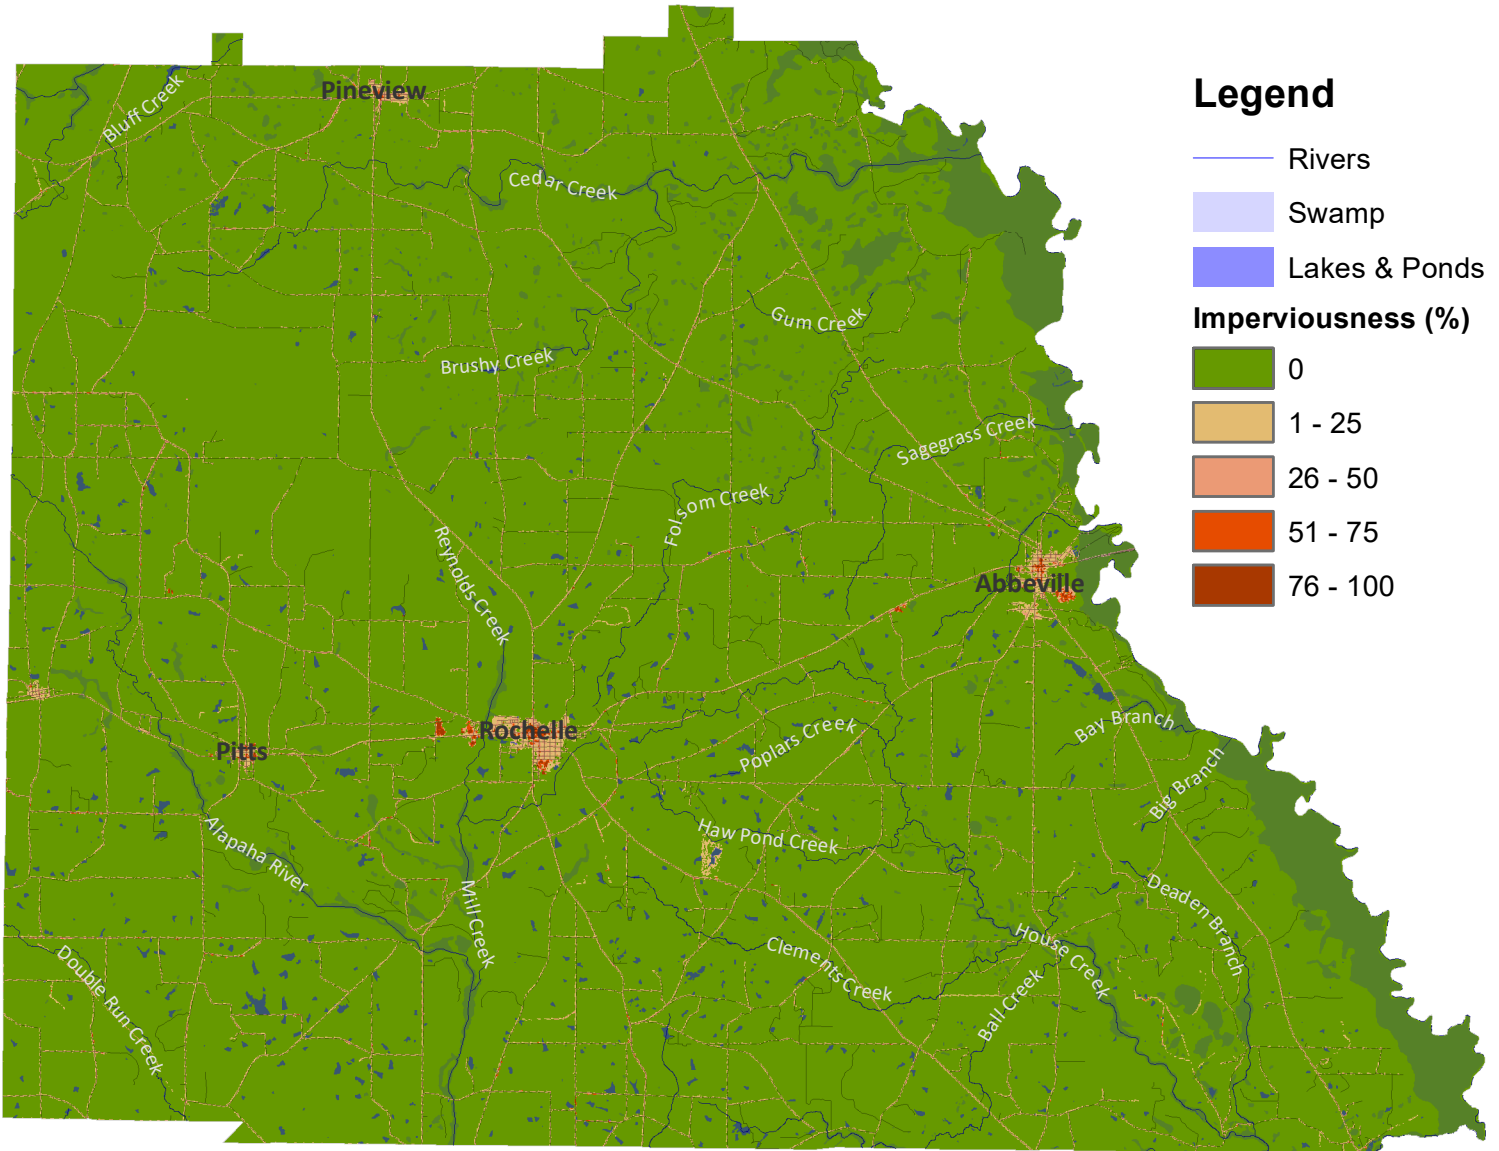 Pineview
Bluff Creek
Cedar Creek
Gum Creek
Brushy Creek
Sagegrass Creek
Folsom Creek
Reynolds Creek
Abbeville
Rochelle
Pitts
Poplars Creek
Bay Branch
Big Branch
Haw Pond Creek
Alapaha River
Mill Creek
Deaden Branch
Clements Creek
House Creek
Ball Creek
Double Run Creek
Legend
Rivers
Swamp
Lakes & Ponds
Imperviousness (%)
0
1 - 25
26 - 50
51 - 75
76 - 100